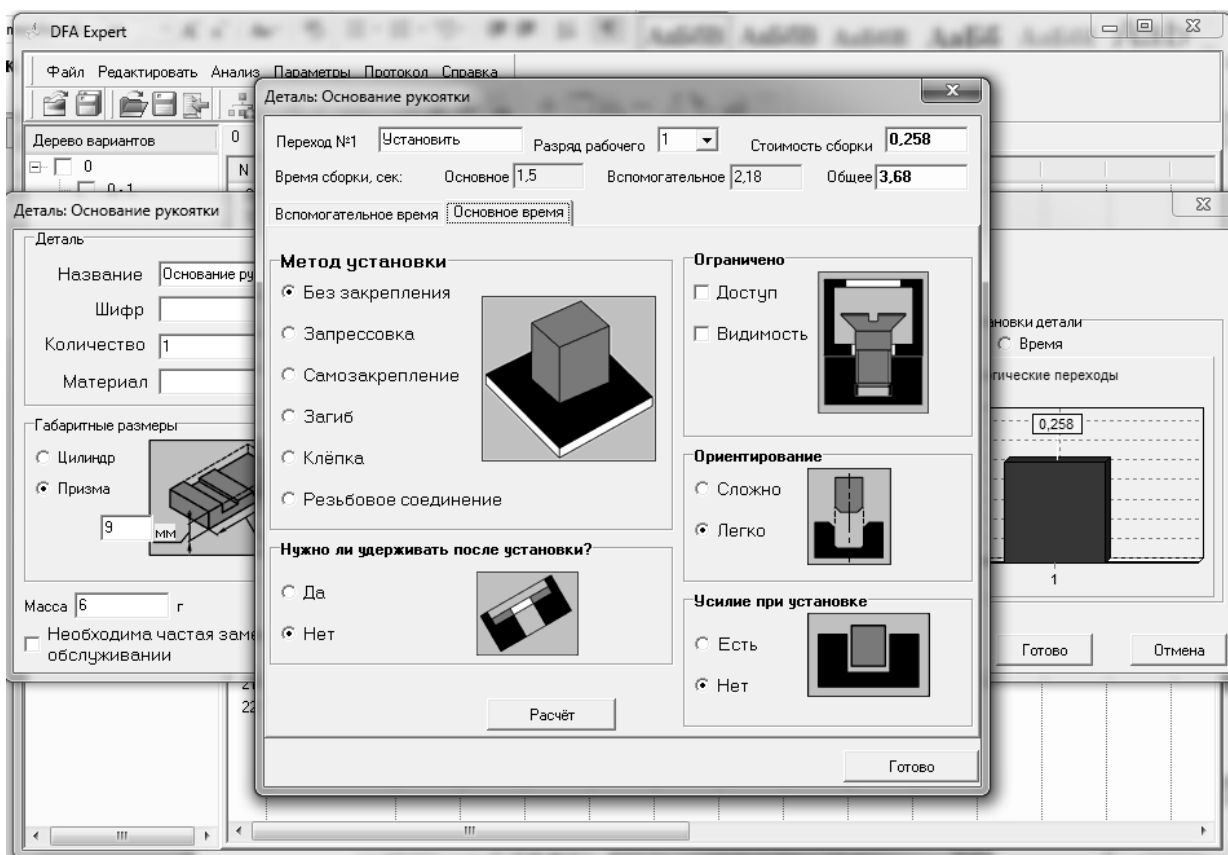 DFA Expert
Файл Редактировать Анализ Параметры Протокол Справка
Дерево вариантов
0
0
N
Деталь: Основание рукоятки
Деталь
Название Основание ру
Шифр
Количество 1
Материал
Габаритные размеры
Цилиндр
Призма
9 мм
Масса 6 г
Необходима частая заме
обслуживании
22
Деталь: Основание рукоятки
Переход №1 Установить Разряд рабочего 1 Стоимость сборки 0,258
Время сборки, сек: Основное 1,5 Вспомогательное 2,18 Общее 3,68
Вспомогательное время Основное время
Метод установки
Без закрепления
Запрессовка
Самозакрепление
Загиб
Клёпка
Резьбовое соединение
Нужно ли удерживать после установки?
Да
Нет
Расчёт
Ограничено
Доступ
Видимость
Ориентирование
Сложно
Легко
Усилие при установке
Есть
Нет
Готово
новки детали
Время
гические переходы
0,258
1
Готово Отмена